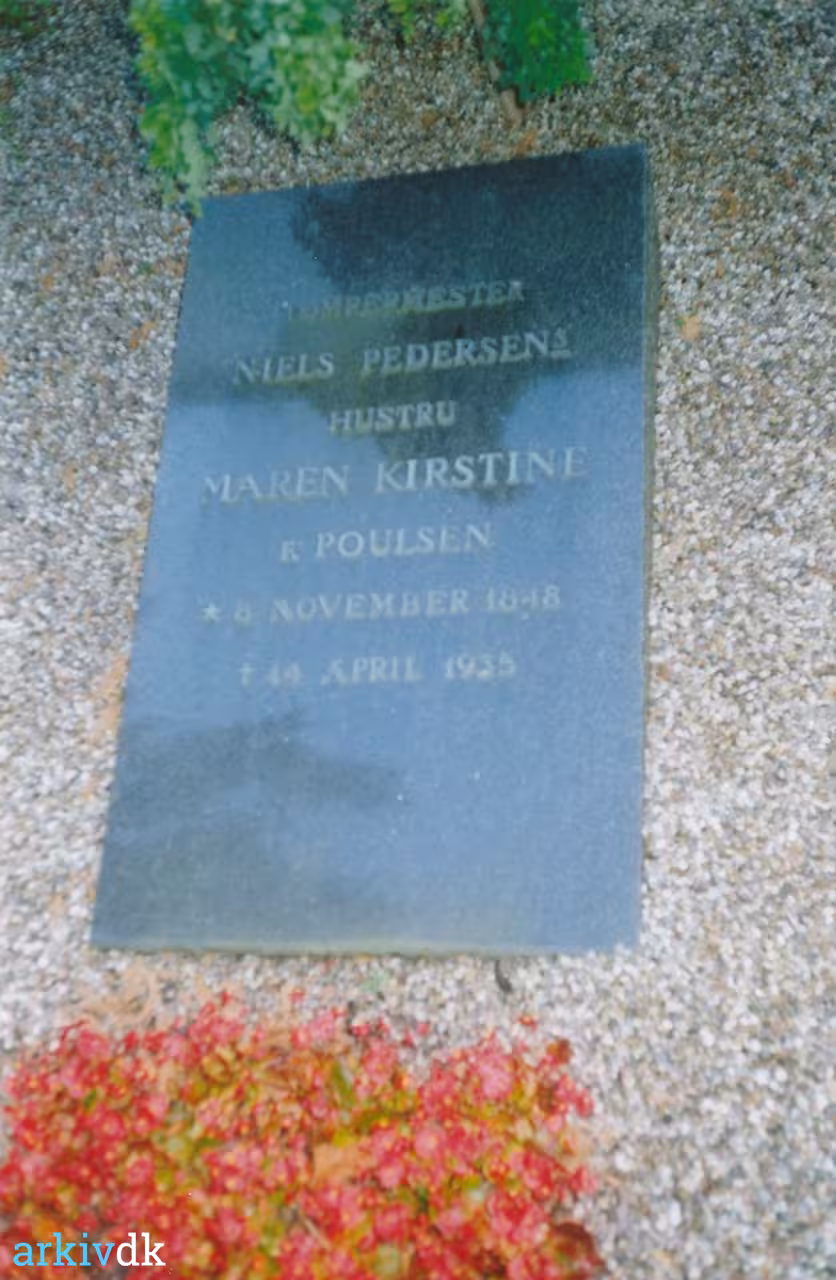 TØMRERMESTER
NIELS PEDERSENS
HUSTRU
MAREN KIRSTINE
F POULSEN
* 8 NOVEMBER 1848
† 14 APRIL 1935
arkivdk